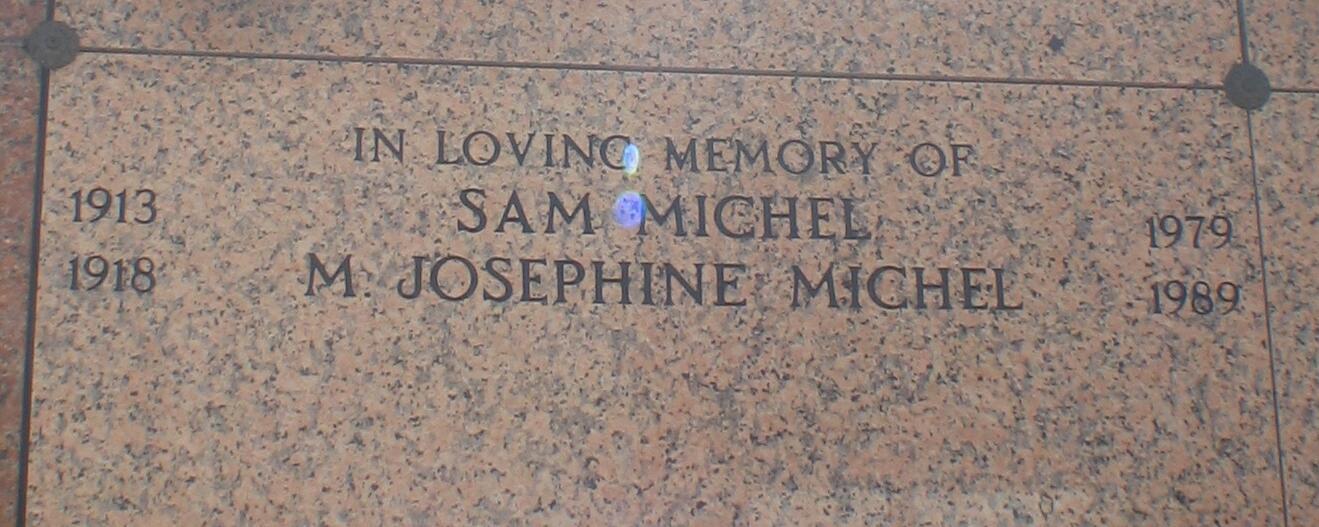 IN LOVING MEMORY OF
1913 SAM MICHEL 1979
1918 M. JOSEPHINE MICHEL 1989